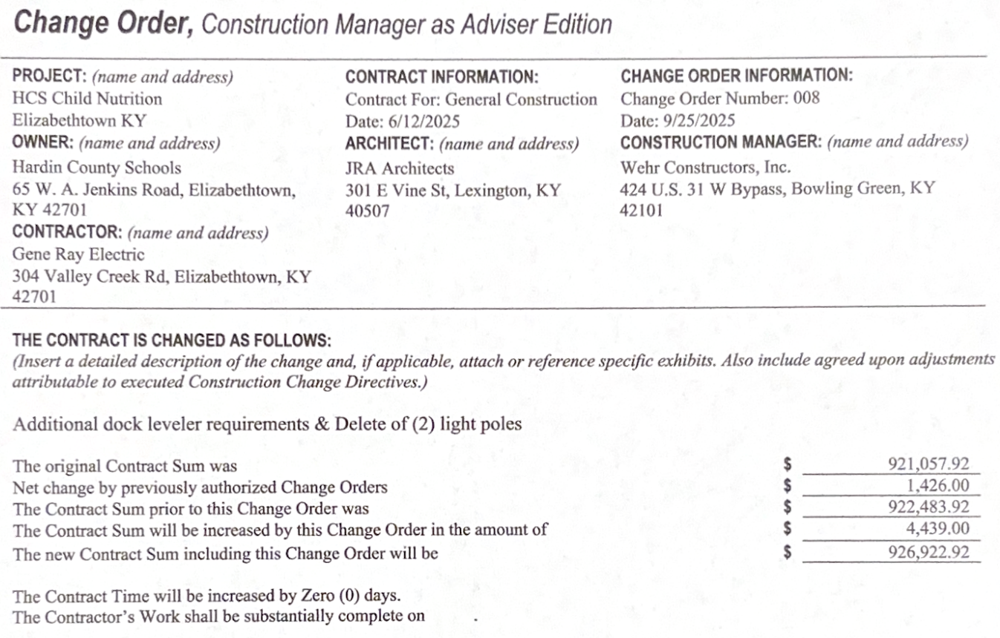 Change Order, Construction Manager as Adviser Edition
PROJECT: (name and address)
HCS Child Nutrition
Elizabethtown KY
OWNER: (name and address)
Hardin County Schools
65 W. A. Jenkins Road, Elizabethtown,
KY 42701
CONTRACTOR: (name and address)
Gene Ray Electric
304 Valley Creek Rd, Elizabethtown, KY
42701
CONTRACT INFORMATION:
Contract For: General Construction
Date: 6/12/2025
ARCHITECT: (name and address)
JRA Architects
301 E Vine St, Lexington, KY
40507
CHANGE ORDER INFORMATION:
Change Order Number: 008
Date: 9/25/2025
CONSTRUCTION MANAGER: (name and address)
Wehr Constructors, Inc.
424 U.S. 31 W Bypass, Bowling Green, KY
42101
THE CONTRACT IS CHANGED AS FOLLOWS:
(Insert a detailed description of the change and, if applicable, attach or reference specific exhibits. Also include agreed upon adjustments
attributable to executed Construction Change Directives.)
Additional dock leveler requirements & Delete of (2) light poles
The original Contract Sum was $ 921,057.92
Net change by previously authorized Change Orders $ 1,426.00
The Contract Sum prior to this Change Order was $ 922,483.92
The Contract Sum will be increased by this Change Order in the amount of $ 4,439.00
The new Contract Sum including this Change Order will be $ 926,922.92
The Contract Time will be increased by Zero (0) days.
The Contractor's Work shall be substantially complete on .